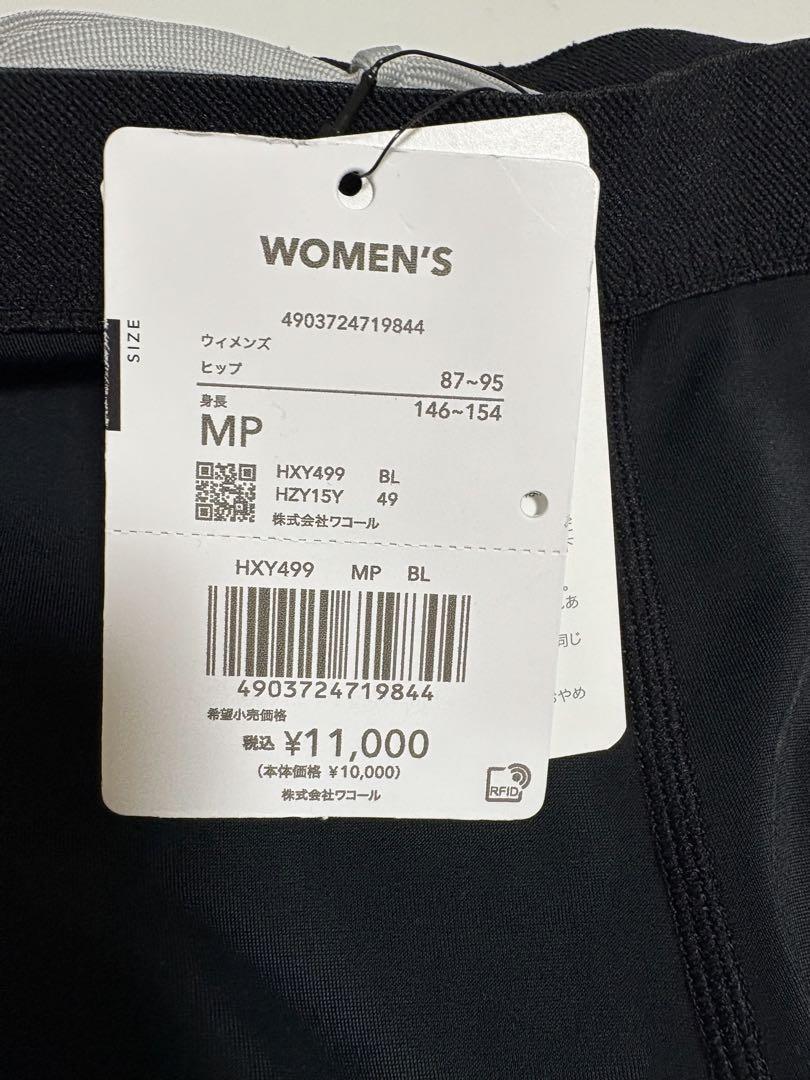 WOMEN'S
4903724719844
SIZE
ウィメンズ
ヒップ 87~95
身長 146~154
MP
HXY499 BL
HZY15Y 49
株式会社ワコール
HXY499 MP BL
4903724719844
希望小売価格
税込 ¥11,000
(本体価格 ¥10,000)
株式会社ワコール
RFID
。
あ
同じ
おやめ